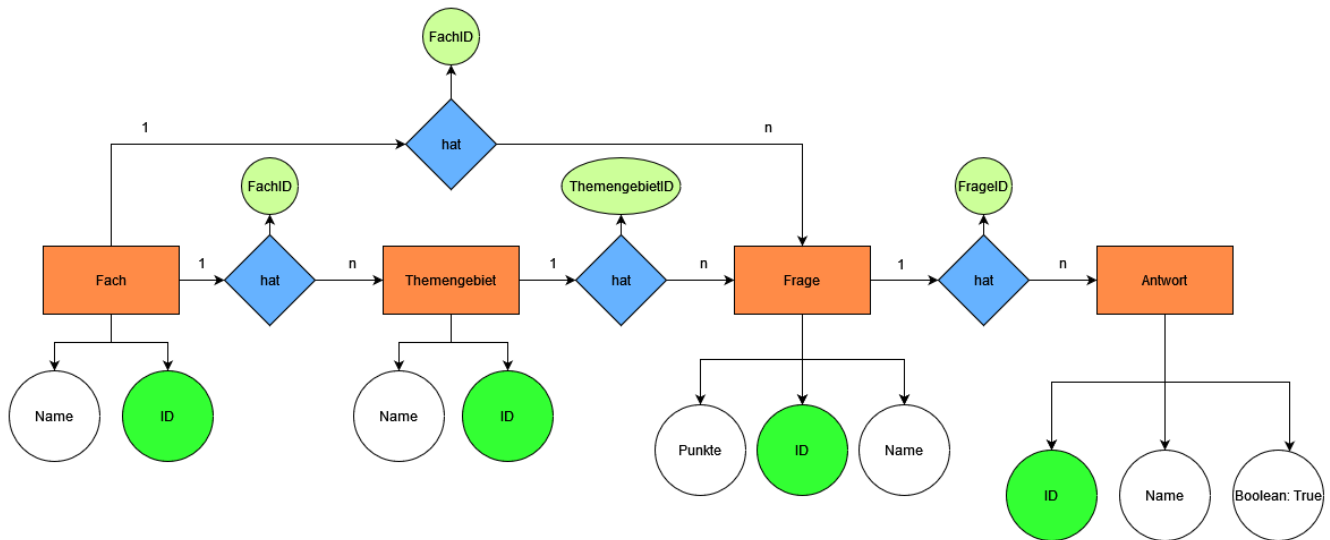 FachID
1
hat
n
FachID
ThemengebietID
FrageID
Fach
1
hat
n
Themengebiet
1
hat
n
Frage
1
hat
n
Antwort
Name
ID
Name
ID
Punkte
ID
Name
ID
Name
Boolean: True